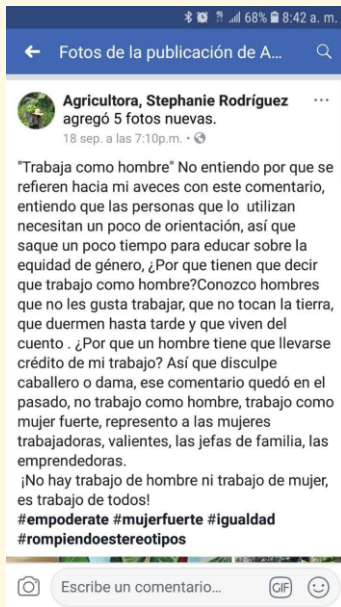 68% 8:42 a. m.
Fotos de la publicación de A...
Agricultora, Stephanie Rodríguez
agregó 5 fotos nuevas.
18 sep. a las 7:10p.m. •
"Trabaja como hombre" No entiendo por que se
refieren hacia mi aveces con este comentario,
entiendo que las personas que lo utilizan
necesitan un poco de orientación, así que
saque un poco tiempo para educar sobre la
equidad de género, ¿Por que tienen que decir
que trabajo como hombre?Conozco hombres
que no les gusta trabajar, que no tocan la tierra,
que duermen hasta tarde y que viven del
cuento . ¿Por que un hombre tiene que llevarse
crédito de mi trabajo? Así que disculpe
caballero o dama, ese comentario quedó en el
pasado, no trabajo como hombre, trabajo como
mujer fuerte, represento a las mujeres
trabajadoras, valientes, las jefas de familia, las
emprendedoras.
¡No hay trabajo de hombre ni trabajo de mujer,
es trabajo de todos!
#empoderate #mujerfuerte #igualdad
#rompiendoestereotipos
Escribe un comentario... GIF